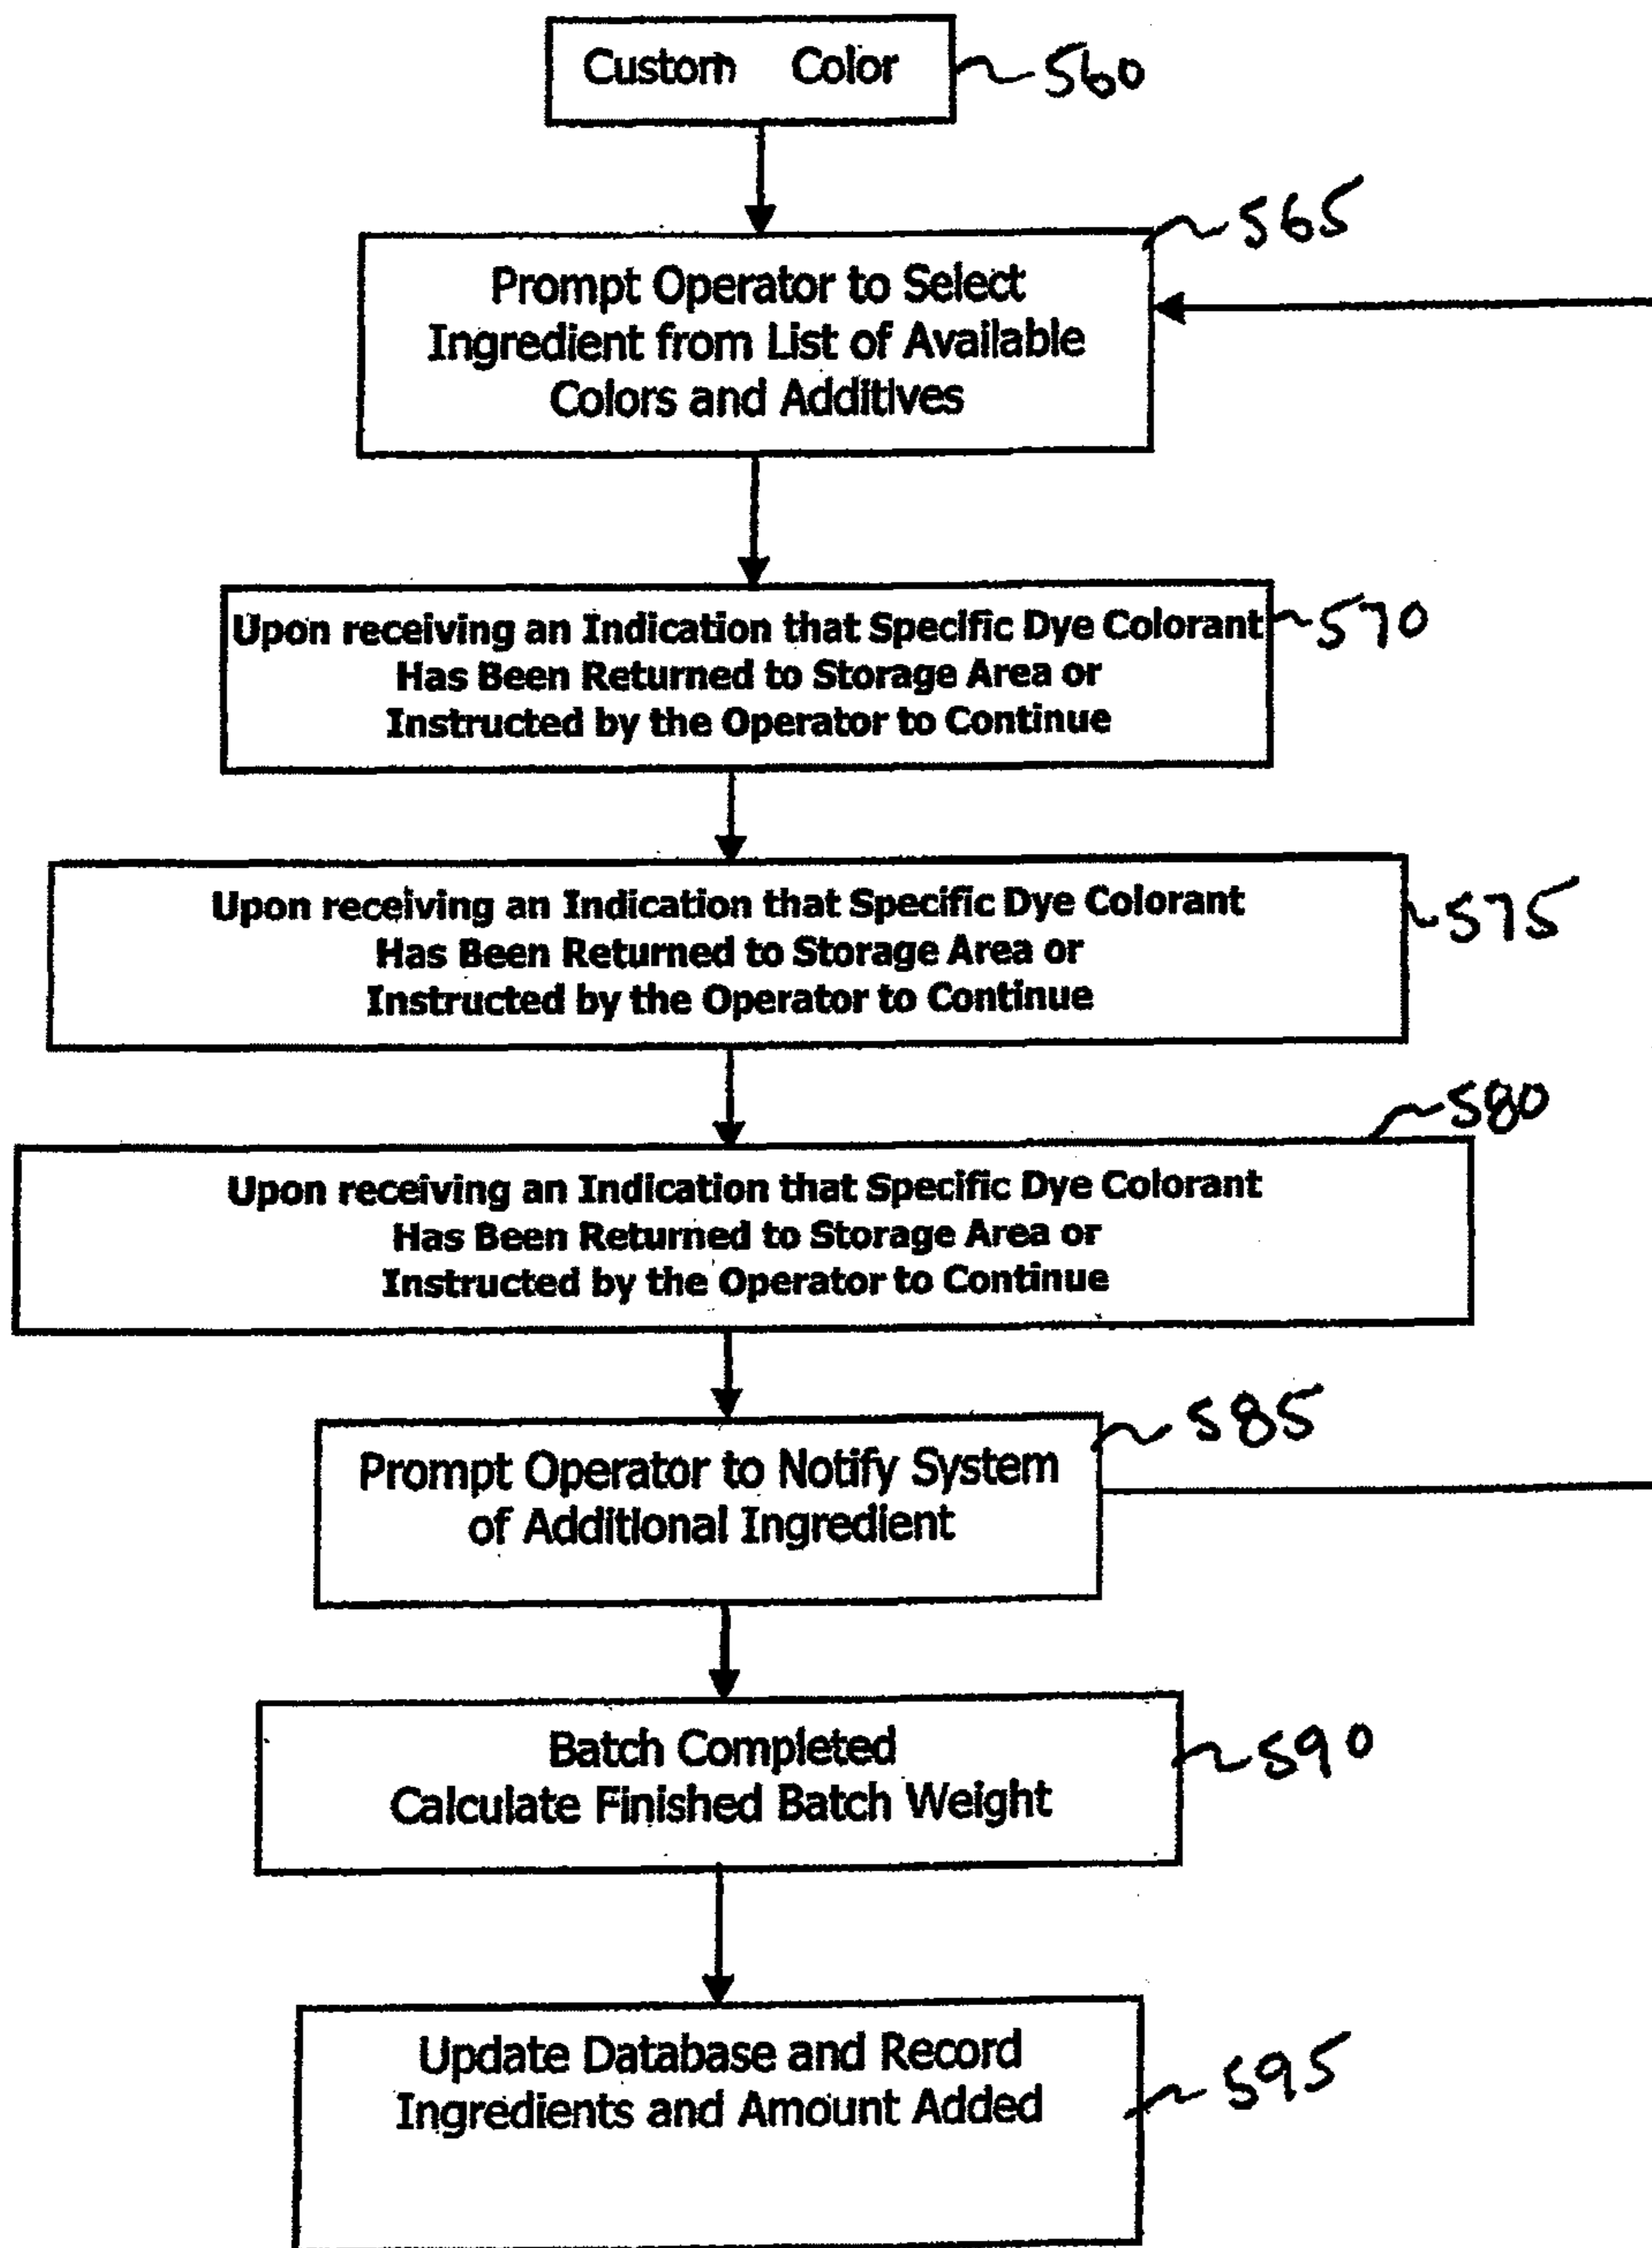 Custom Color
560
565
Prompt Operator to Select
Ingredient from List of Available
Colors and Additives
570
Upon receiving an Indication that Specific Dye Colorant
Has Been Returned to Storage Area or
Instructed by the Operator to Continue
575
Upon receiving an Indication that Specific Dye Colorant
Has Been Returned to Storage Area or
Instructed by the Operator to Continue
580
Upon receiving an Indication that Specific Dye Colorant
Has Been Returned to Storage Area or
Instructed by the Operator to Continue
585
Prompt Operator to Notify System
of Additional Ingredient
590
Batch Completed
Calculate Finished Batch Weight
595
Update Database and Record
Ingredients and Amount Added